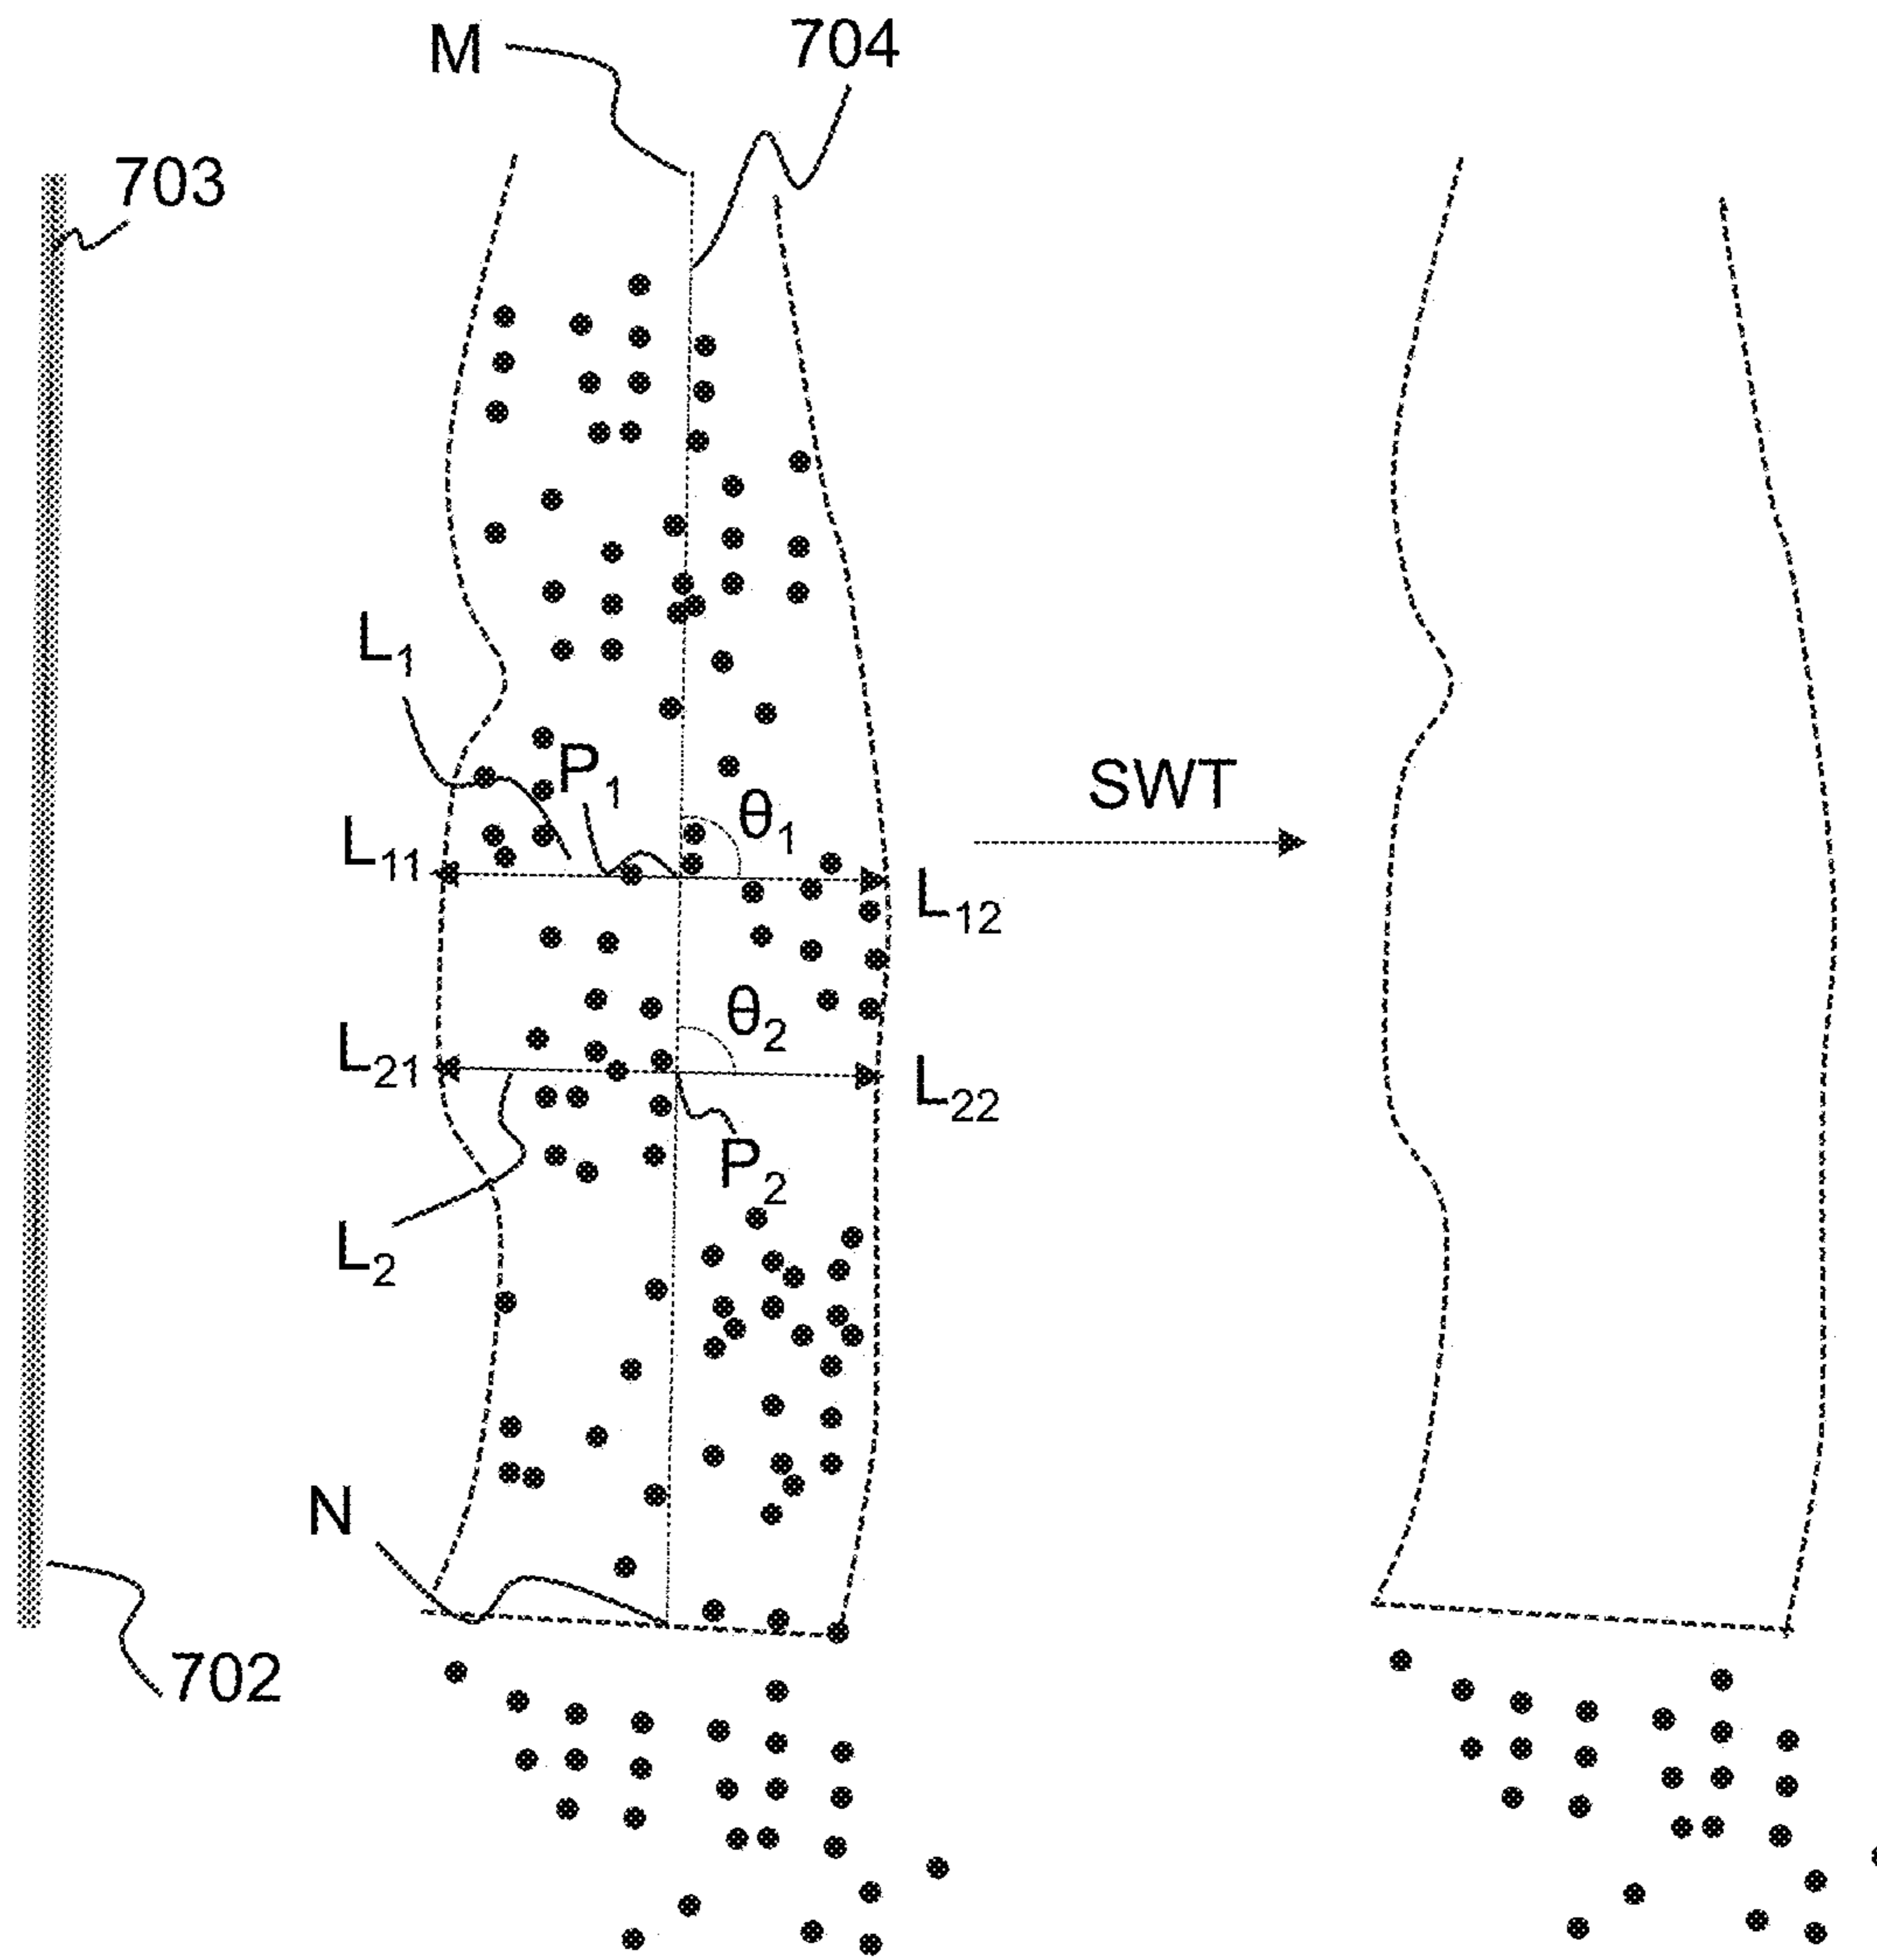 M
704
703
L₁
P₁
θ₁
SWT
L₁₁
L₁₂
θ₂
L₂₁
L₂₂
P₂
L₂
N
702